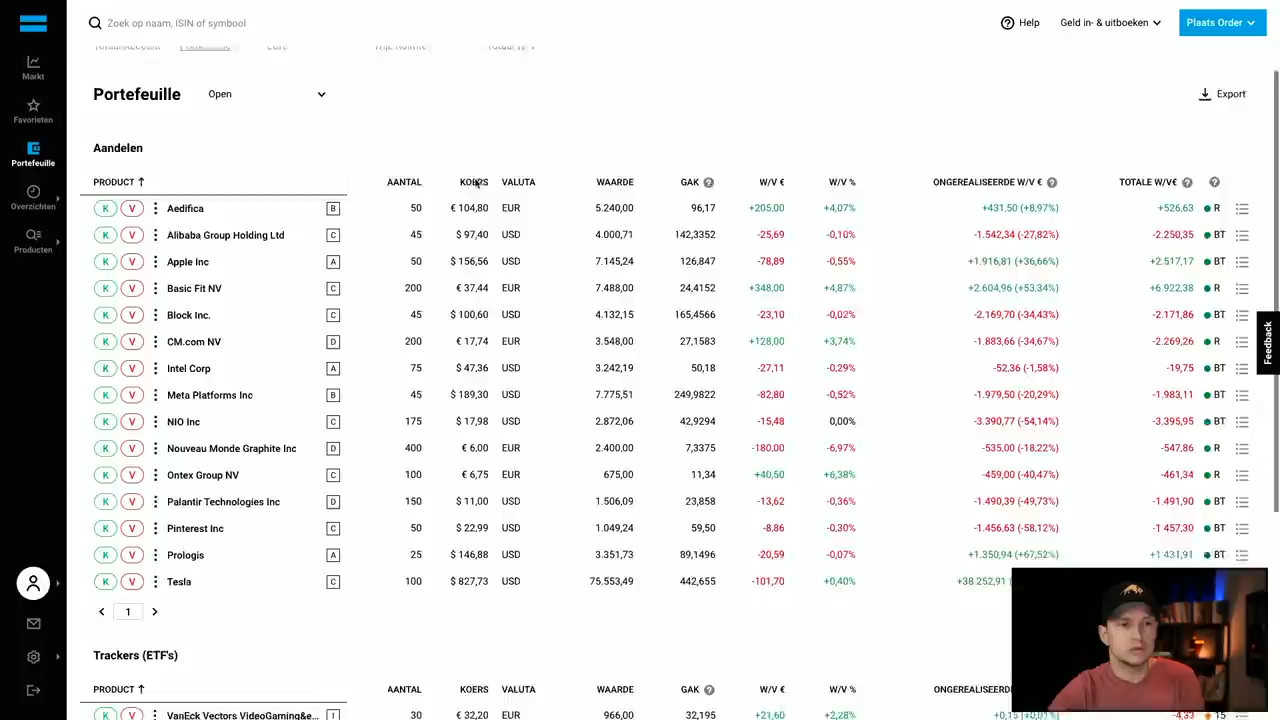 Zoek op naam, ISIN of symbool
Help
Geld in- & uitboeken
Plaats Order
Markt
Favorieten
Portefeuille
Overzichten
Producten
Portefeuille Open Export
Aandelen
PRODUCT AANTAL KOERS VALUTA WAARDE GAK W/V € W/V % ONGEREALISEERDE W/V € TOTALE W/V€
K V Aedifica B 50 € 104,80 EUR 5.240,00 96,17 +205,00 +4,07% +431,50 (+8,97%) +526,63 R
K V Alibaba Group Holding Ltd C 45 $ 97,40 USD 4.000,71 142,3352 -25,69 -0,10% -1.542,34 (-27,82%) -2.250,35 BT
K V Apple Inc A 50 $ 156,56 USD 7.145,24 126,847 -78,89 -0,55% +1.916,81 (+36,66%) +2.517,17 BT
K V Basic Fit NV C 200 € 37,44 EUR 7.488,00 24,4152 +348,00 +4,87% +2.604,96 (+53.34%) +6.922,38 R
K V Block Inc. C 45 $ 100,60 USD 4.132,15 165,4566 -23,10 -0,02% -2.169,70 (-34,43%) -2.171,86 BT
K V CM.com NV D 200 € 17,74 EUR 3.548,00 27,1583 +128,00 +3,74% -1.883,66 (-34,67%) -2.269,26 R
K V Intel Corp A 75 $ 47,36 USD 3.242,19 50,18 -27,11 -0,29% -52,36 (-1,58%) -19,75 BT
K V Meta Platforms Inc B 45 $ 189,30 USD 7.775,51 249,9822 -82,80 -0,52% -1.979,50 (-20,29%) -1.983,11 BT
K V NIO Inc C 175 $ 17,98 USD 2.872,06 42,9294 -15,48 0,00% -3.390,77 (-54,14%) -3.395,95 BT
K V Nouveau Monde Graphite Inc D 400 € 6,00 EUR 2.400,00 7,3375 -180,00 -6,97% -535,00 (-18,22%) -547,86 R
K V Ontex Group NV C 100 € 6,75 EUR 675,00 11,34 +40,50 +6,38% -459,00 (-40,47%) -461,34 R
K V Palantir Technologies Inc D 150 $ 11,00 USD 1.506,09 23,858 -13,62 -0,36% -1.490,39 (-49,73%) -1.491,90 BT
K V Pinterest Inc C 50 $ 22,99 USD 1.049,24 59,50 -8,86 -0,30% -1.456,63 (-58,12%) -1 457,30 BT
K V Prologis A 25 $ 146,88 USD 3.351,73 89,1496 -20,59 -0,07% +1.350,94 (+67,52%) +1 431,91 BT
K V Tesla C 100 $ 827,73 USD 75.553,49 442,655 -101,70 +0,40% +38 252,91
1
Trackers (ETF's)
PRODUCT AANTAL KOERS VALUTA WAARDE GAK W/V € W/V % ONGEREALISEERD
VanEck Vectors VideoGaming&e... 30 € 32,20 EUR 966,00 32,195 +21,60 +2,28% +0,15 -4,33 15
Feedback